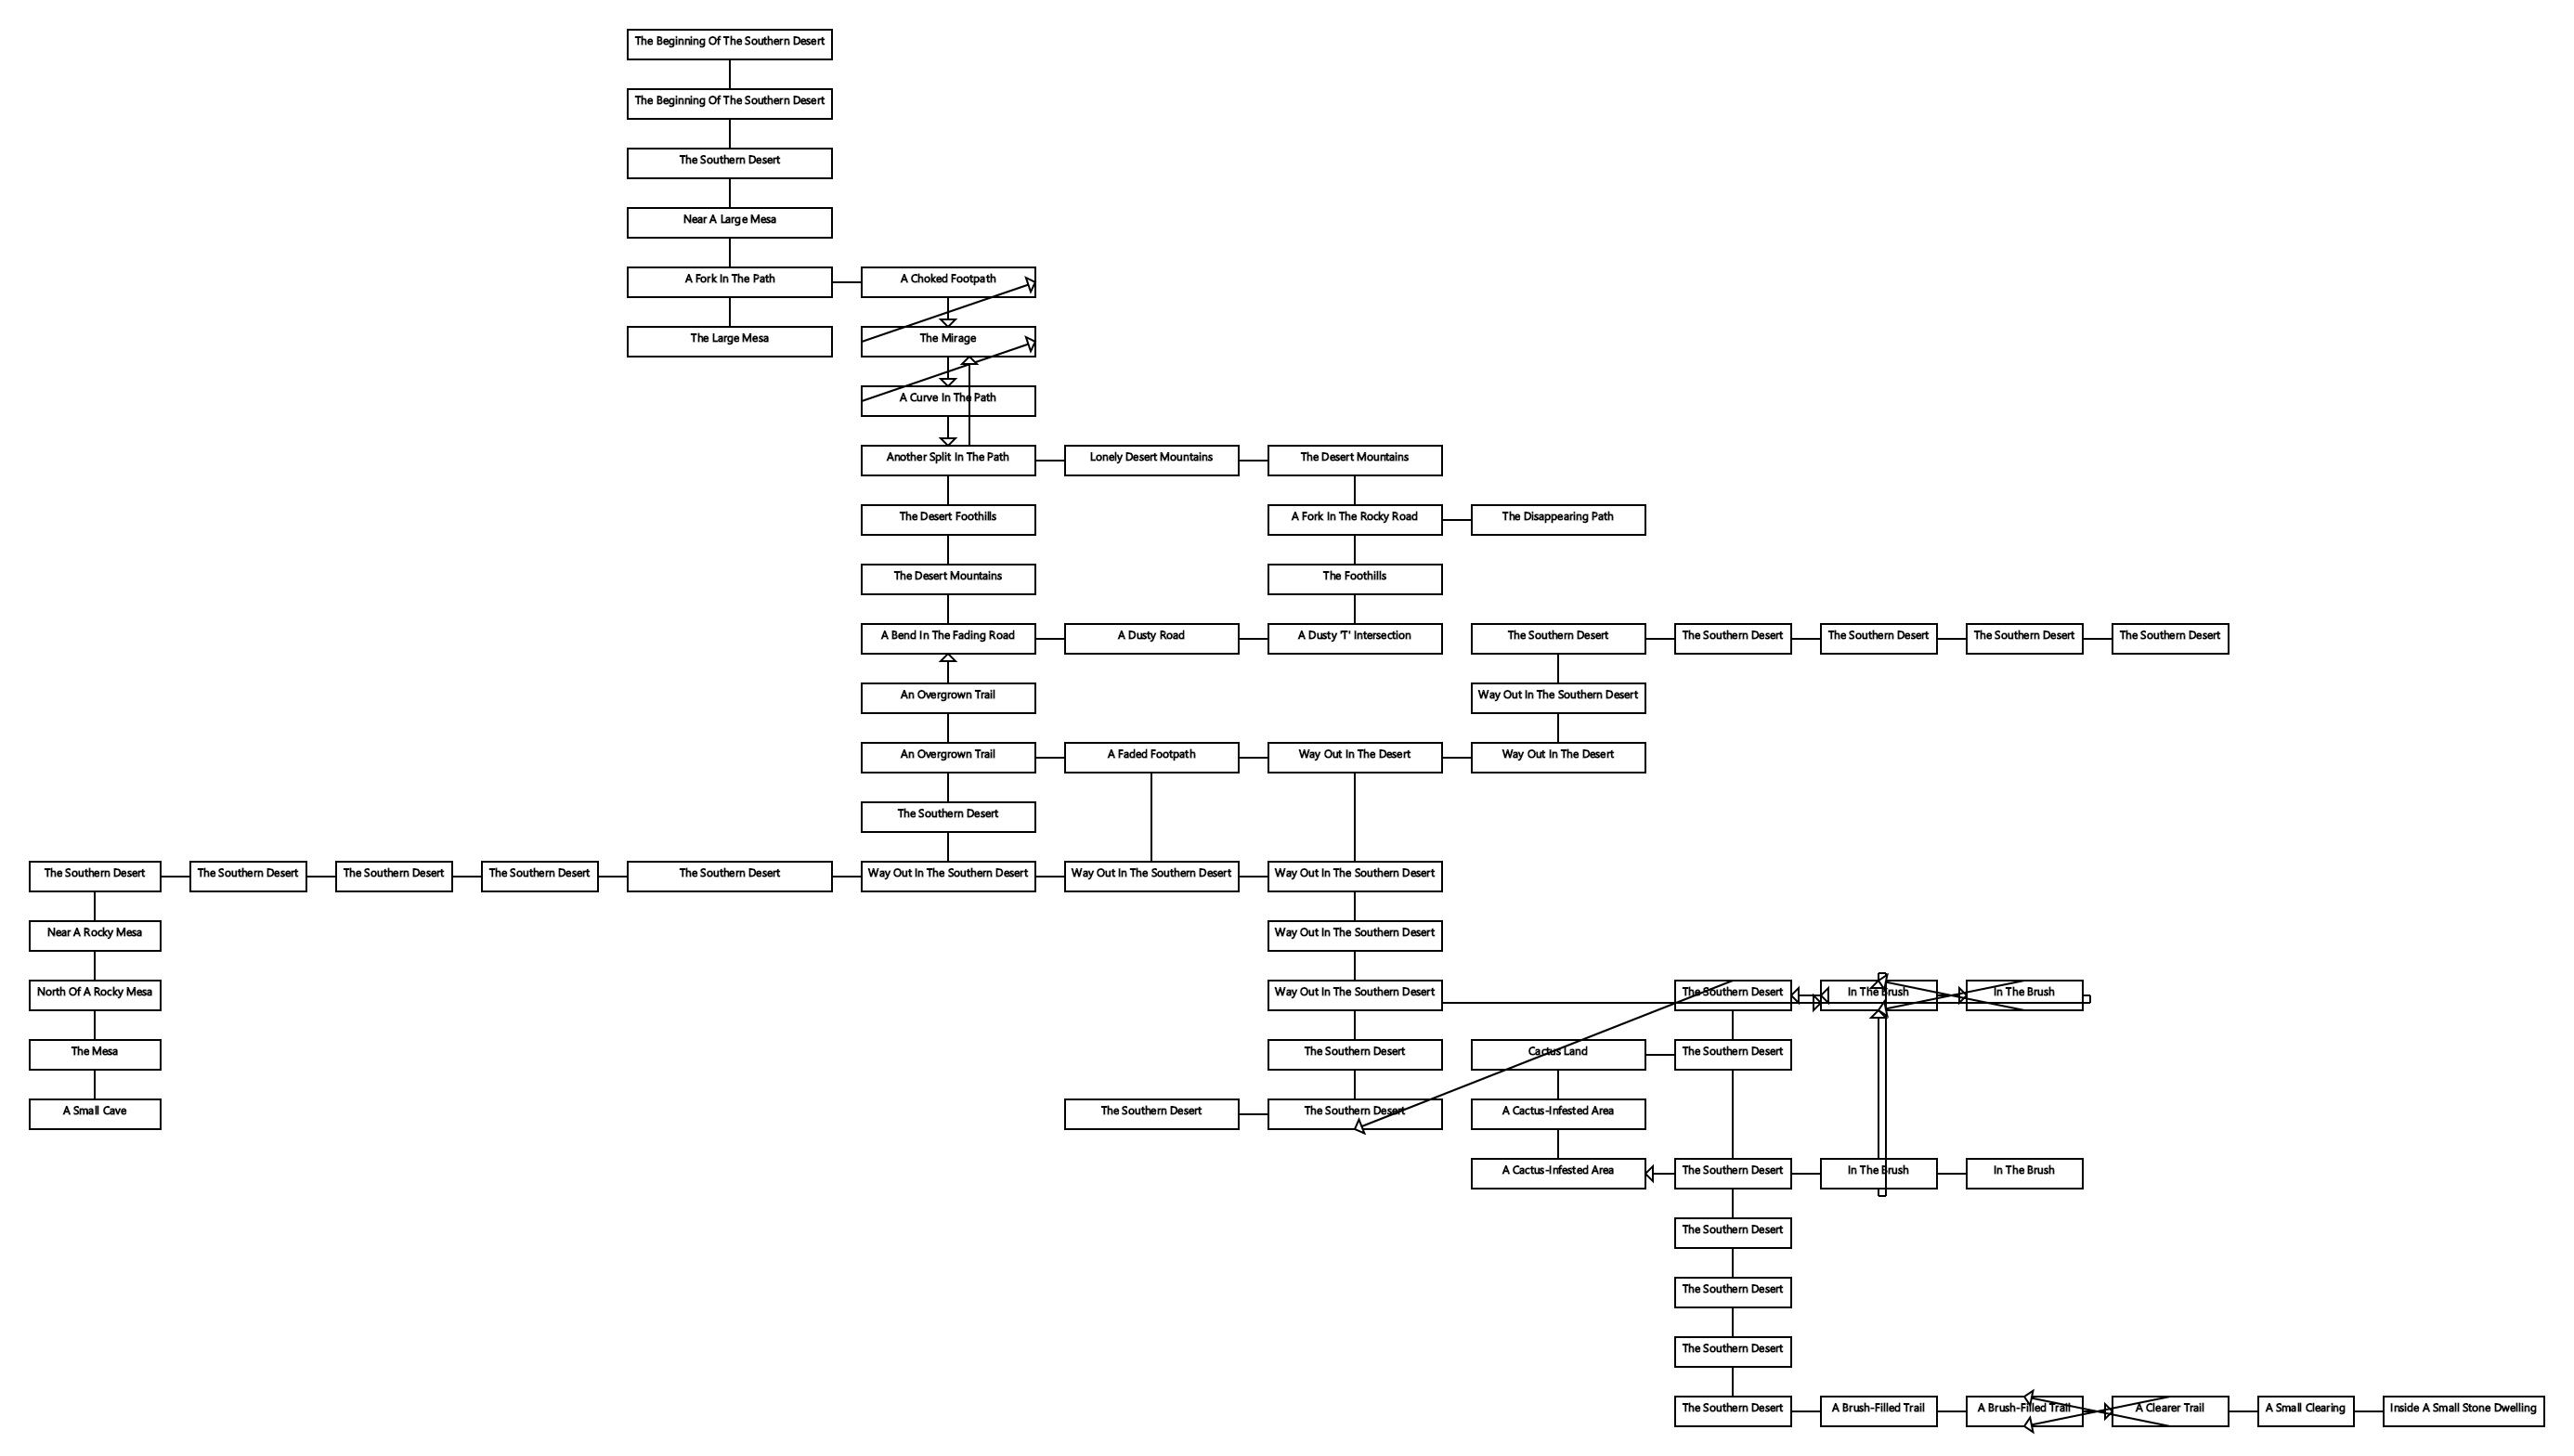 The Beginning Of The Southern Desert
The Beginning Of The Southern Desert
The Southern Desert
Near A Large Mesa
A Fork In The Path
A Choked Footpath
The Large Mesa
The Mirage
A Curve In The Path
Another Split In The Path
Lonely Desert Mountains
The Desert Mountains
The Desert Foothills
A Fork In The Rocky Road
The Disappearing Path
The Desert Mountains
The Foothills
A Bend In The Fading Road
A Dusty Road
A Dusty 'T' Intersection
The Southern Desert
The Southern Desert
The Southern Desert
The Southern Desert
The Southern Desert
An Overgrown Trail
Way Out In The Southern Desert
An Overgrown Trail
A Faded Footpath
Way Out In The Desert
Way Out In The Desert
The Southern Desert
The Southern Desert
The Southern Desert
The Southern Desert
The Southern Desert
The Southern Desert
Way Out In The Southern Desert
Way Out In The Southern Desert
Way Out In The Southern Desert
Near A Rocky Mesa
Way Out In The Southern Desert
North Of A Rocky Mesa
Way Out In The Southern Desert
The Southern Desert
In The Brush
In The Brush
The Mesa
The Southern Desert
Cactus Land
The Southern Desert
A Small Cave
The Southern Desert
The Southern Desert
A Cactus-Infested Area
A Cactus-Infested Area
The Southern Desert
In The Brush
In The Brush
The Southern Desert
The Southern Desert
The Southern Desert
The Southern Desert
A Brush-Filled Trail
A Brush-Filled Trail
A Clearer Trail
A Small Clearing
Inside A Small Stone Dwelling